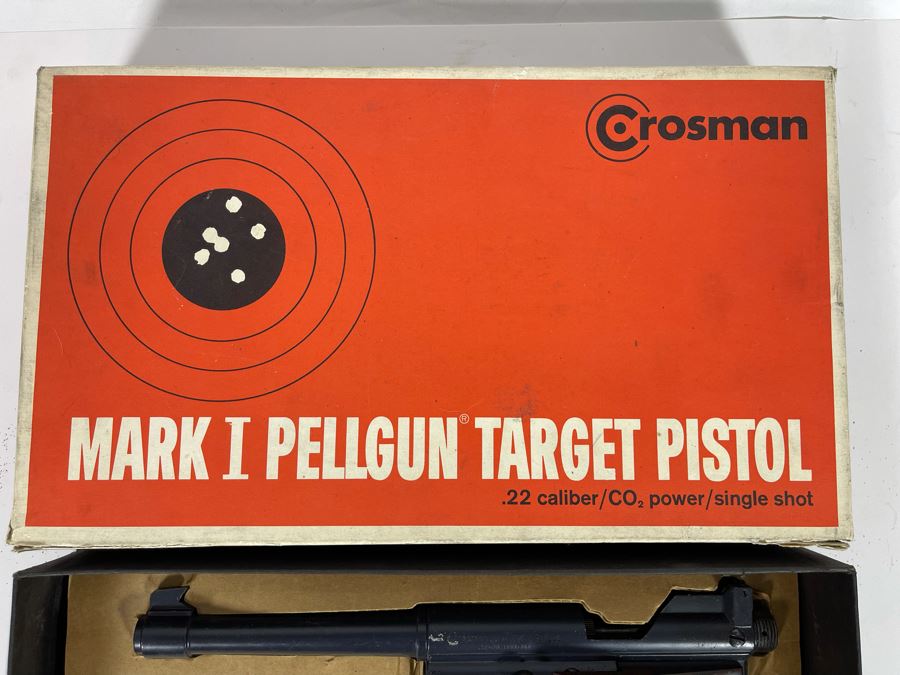 Crosman
MARK I PELLGUN® TARGET PISTOL
.22 caliber/CO₂ power/single shot